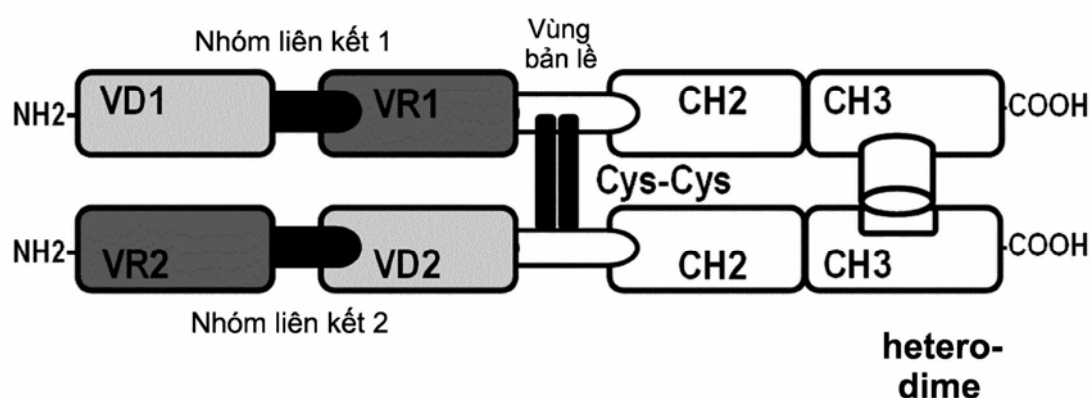 Nhóm liên kết 1
Vùng
bản lề
NH2-
VD1
VR1
CH2
CH3
-COOH
Cys-Cys
NH2-
VR2
VD2
CH2
CH3
-COOH
Nhóm liên kết 2
hetero-
dime